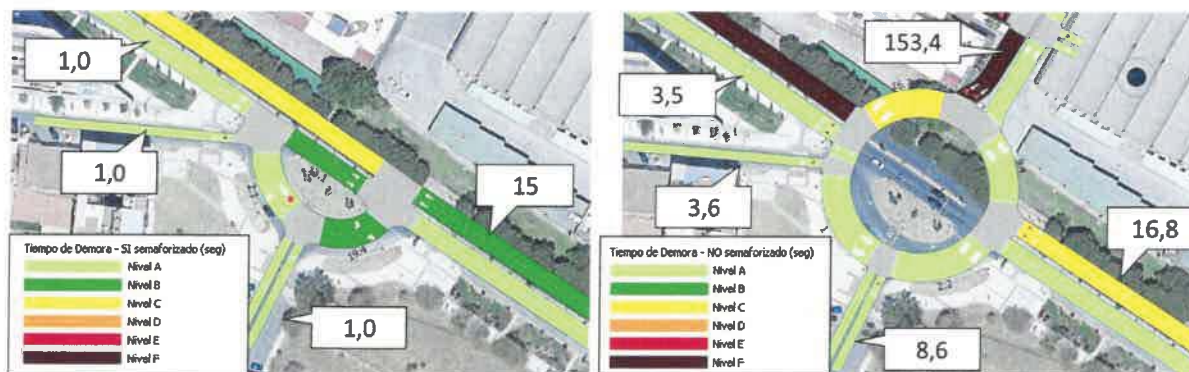 1,0
1,0
15
1,0
Tiempo de Demora - SI semaforizado (seg)
Nivel A
Nivel B
Nivel C
Nivel D
Nivel E
Nivel F
153,4
3,5
3,6
16,8
8,6
Tiempo de Demora - NO semaforizado (seg)
Nivel A
Nivel B
Nivel C
Nivel D
Nivel E
Nivel F